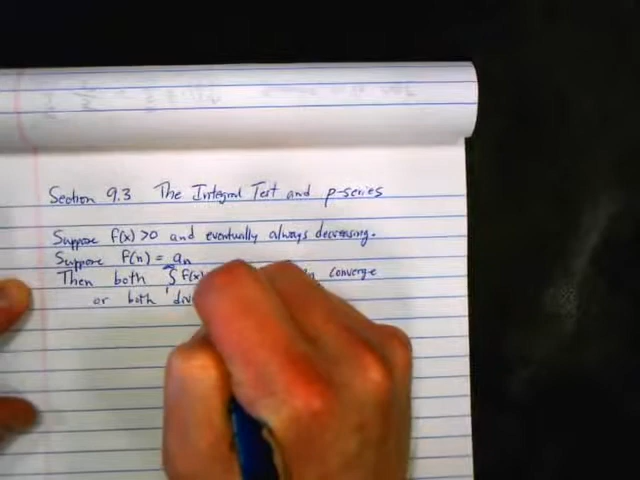 Section 9.3 The Integral Test and p-series
Suppose f(x) > 0 and eventually always decreasing.
Suppose f(n) = aₙ
Then both ∫ f(x) converge
or both